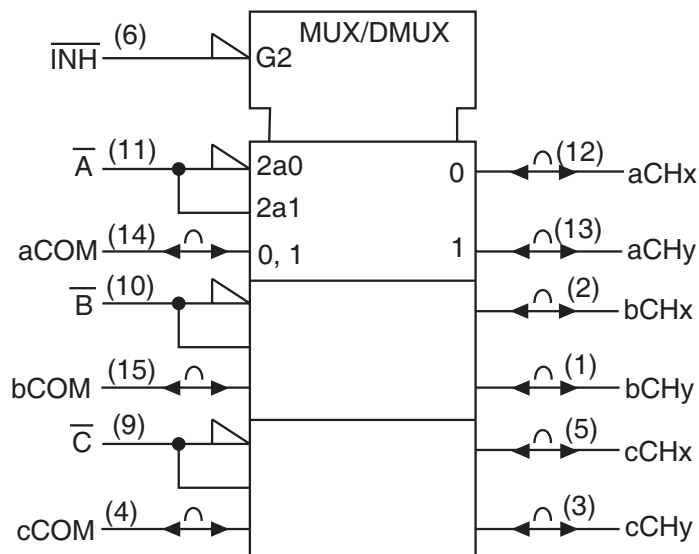 MUX/DMUX
I̅N̅H̅ (6) G2
A̅ (11) 2a0 0 (12) aCHx
2a1
aCOM (14) 0, 1 1 (13) aCHy
B̅ (10) (2) bCHx
bCOM (15) (1) bCHy
C̅ (9) (5) cCHx
cCOM (4) (3) cCHy